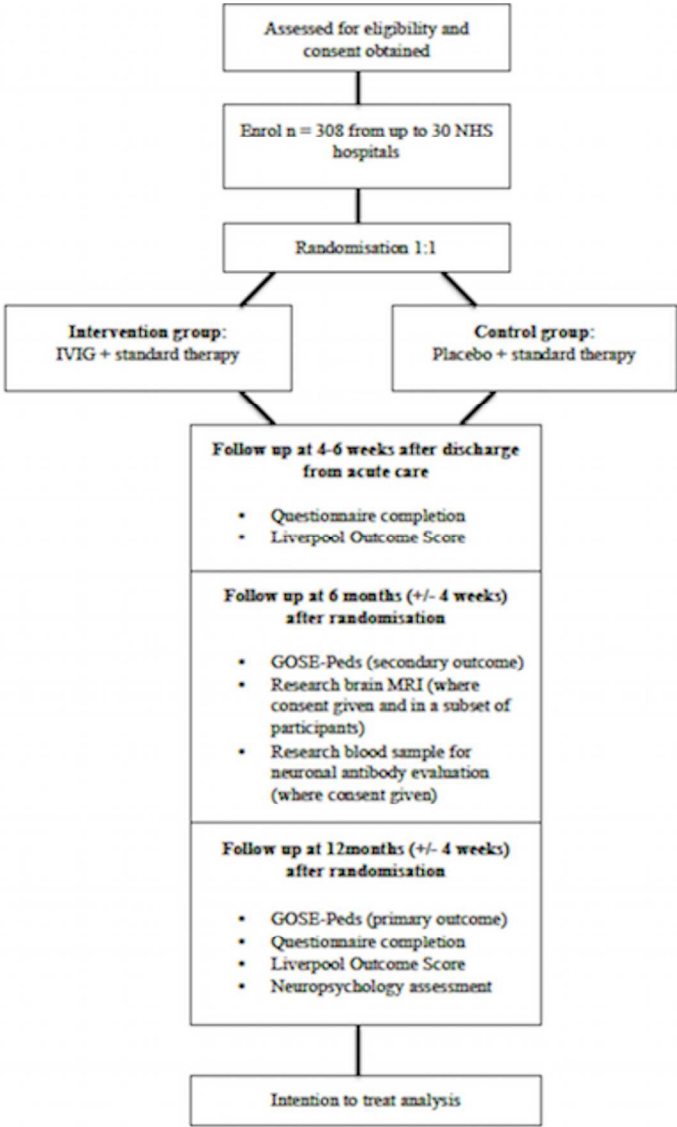 Assessed for eligibility and
consent obtained
Enrol n = 308 from up to 30 NHS
hospitals
Randomisation 1:1
Intervention group:
IVIG + standard therapy
Control group:
Placebo + standard therapy
Follow up at 4-6 weeks after discharge
from acute care
• Questionnaire completion
• Liverpool Outcome Score
Follow up at 6 months (+/- 4 weeks)
after randomisation
• GOSE-Peds (secondary outcome)
• Research brain MRI (where
consent given and in a subset of
participants)
• Research blood sample for
neuronal antibody evaluation
(where consent given)
Follow up at 12months (+/- 4 weeks)
after randomisation
• GOSE-Peds (primary outcome)
• Questionnaire completion
• Liverpool Outcome Score
• Neuropsychology assessment
Intention to treat analysis